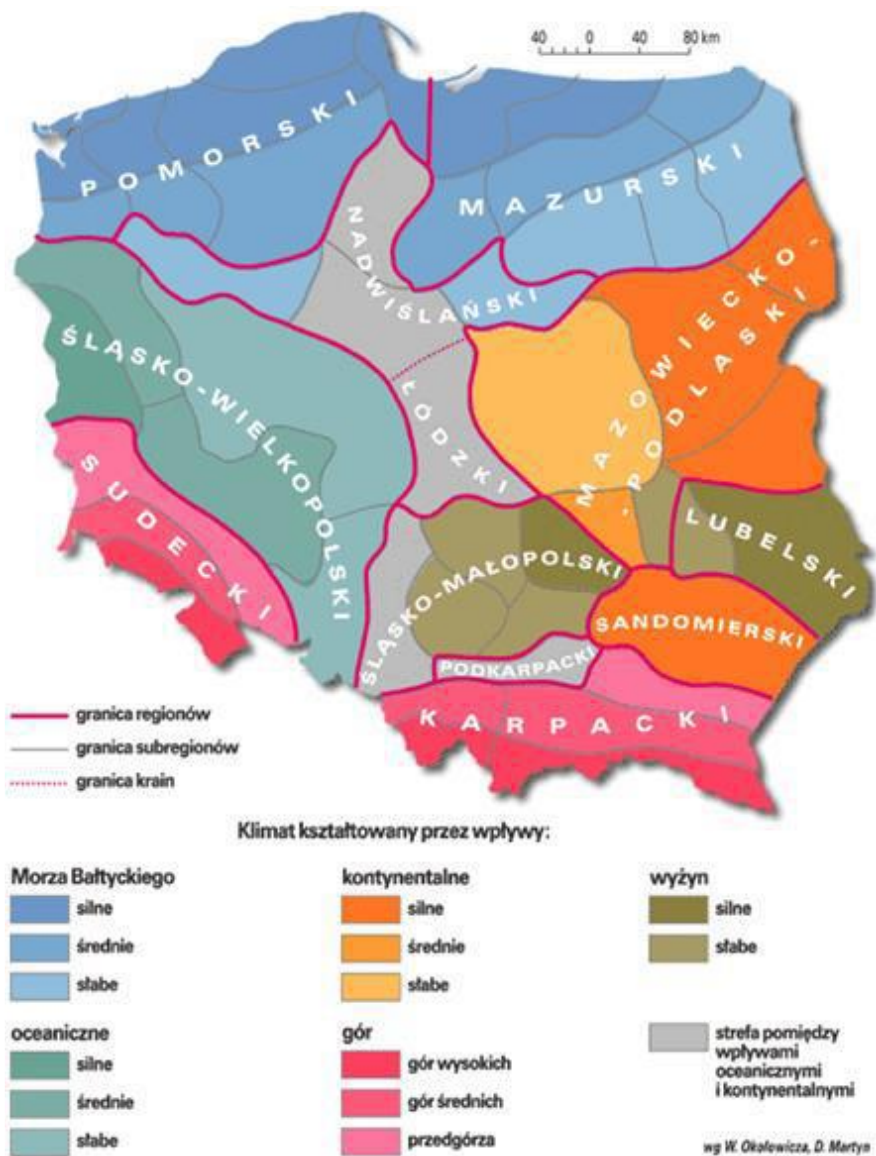 40 0 40 80 km
POMORSKI
MAZURSKI
NADWIŚLAŃSKI
MAZOWIECKO-
-PODLASKI
ŚLĄSKO-WIELKOPOLSKI
ŁÓDZKI
SUDECKI
LUBELSKI
ŚLĄSKO-MAŁOPOLSKI
SANDOMIERSKI
PODKARPACKI
KARPACKI
granica regionów
granica subregionów
granica krain
Klimat kształtowany przez wpływy:
Morza Bałtyckiego
silne
średnie
słabe
kontynentalne
silne
średnie
słabe
wyżyn
silne
słabe
oceaniczne
silne
średnie
słabe
gór
gór wysokich
gór średnich
przedgórza
strefa pomiędzy
wpływami
oceanicznymi
i kontynentalnymi
wg W. Okołowicza, D. Martyn